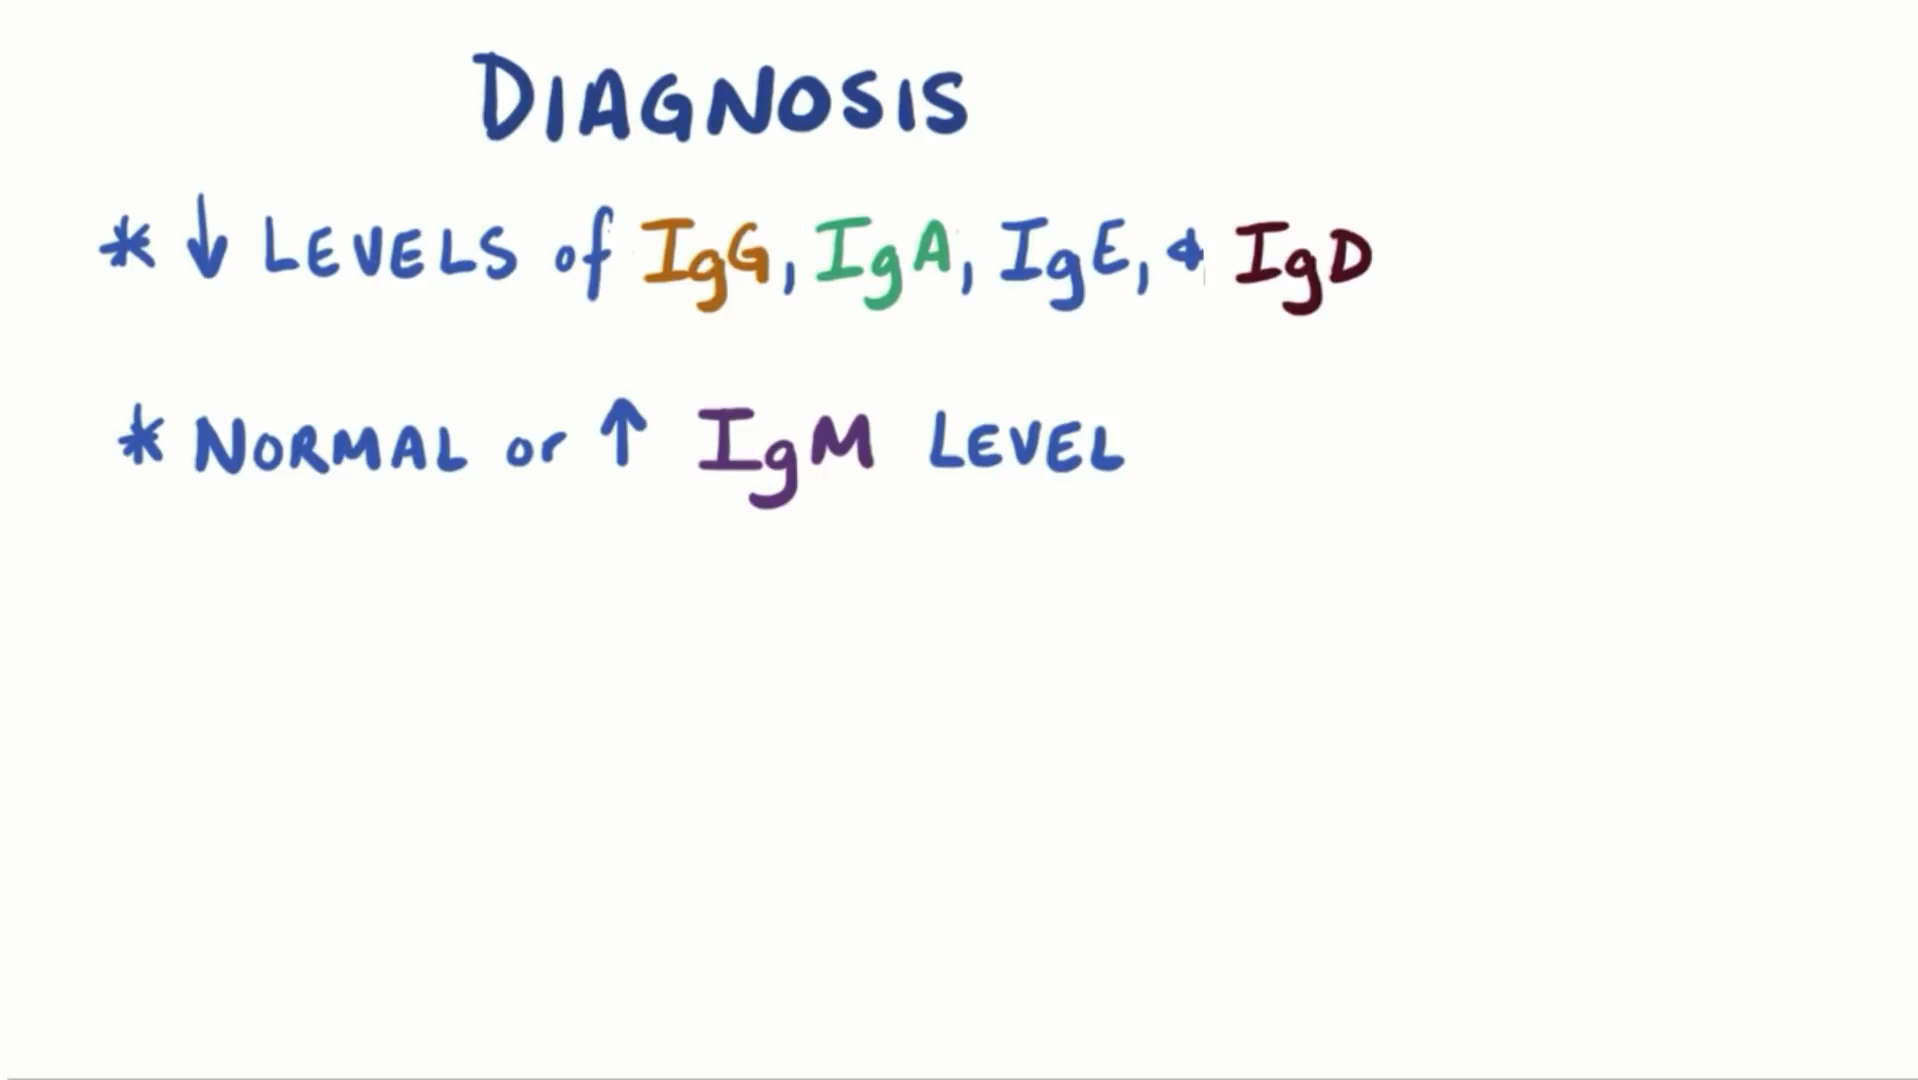 DIAGNOSIS
* ↓ LEVELS of IgG, IgA, IgE, & IgD
* NORMAL or ↑ IgM LEVEL